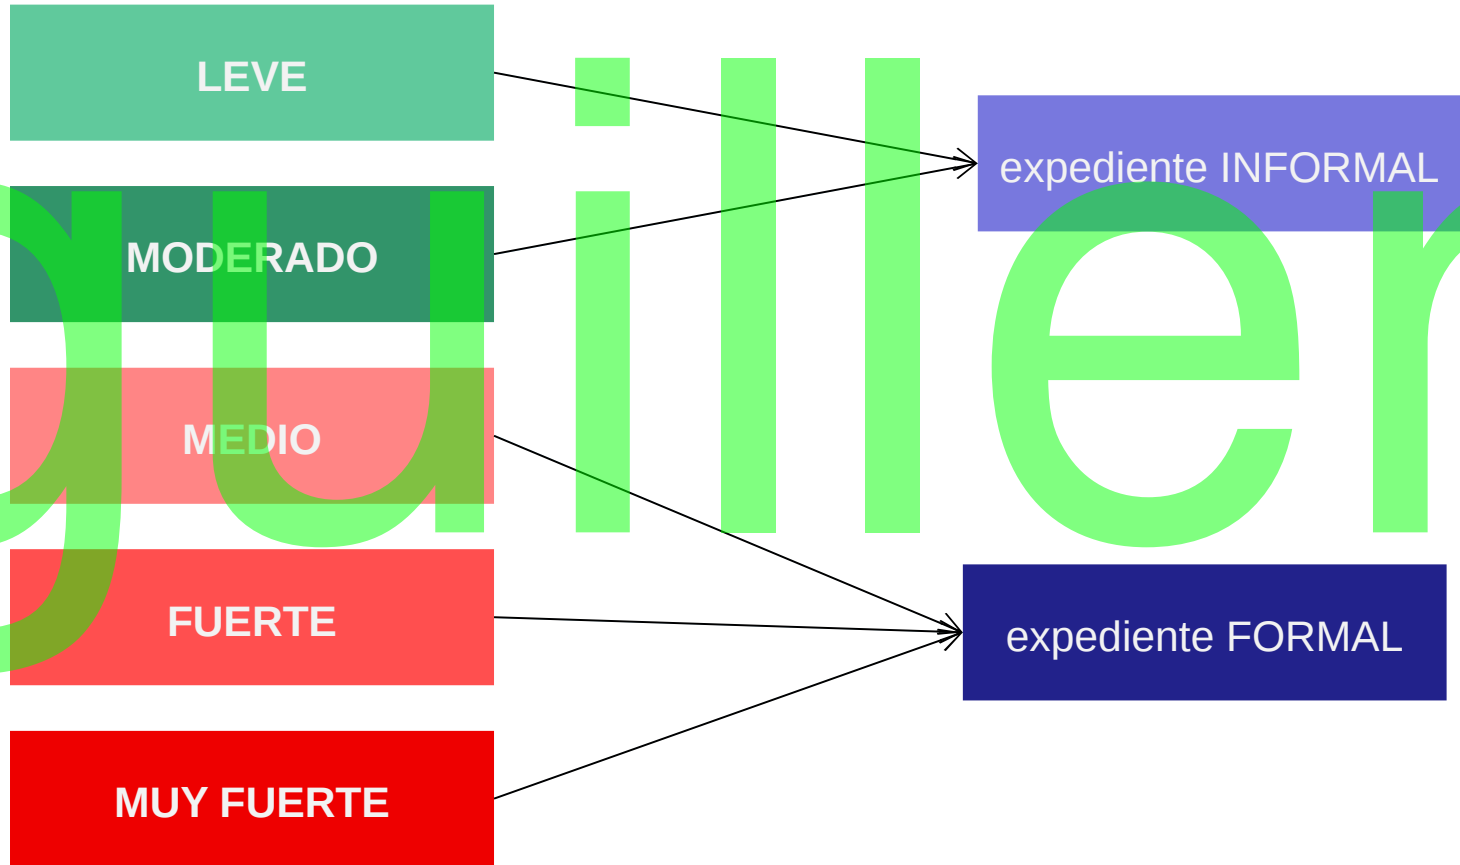 LEVE
MODERADO
MEDIO
FUERTE
MUY FUERTE
expediente INFORMAL
expediente FORMAL
guiller